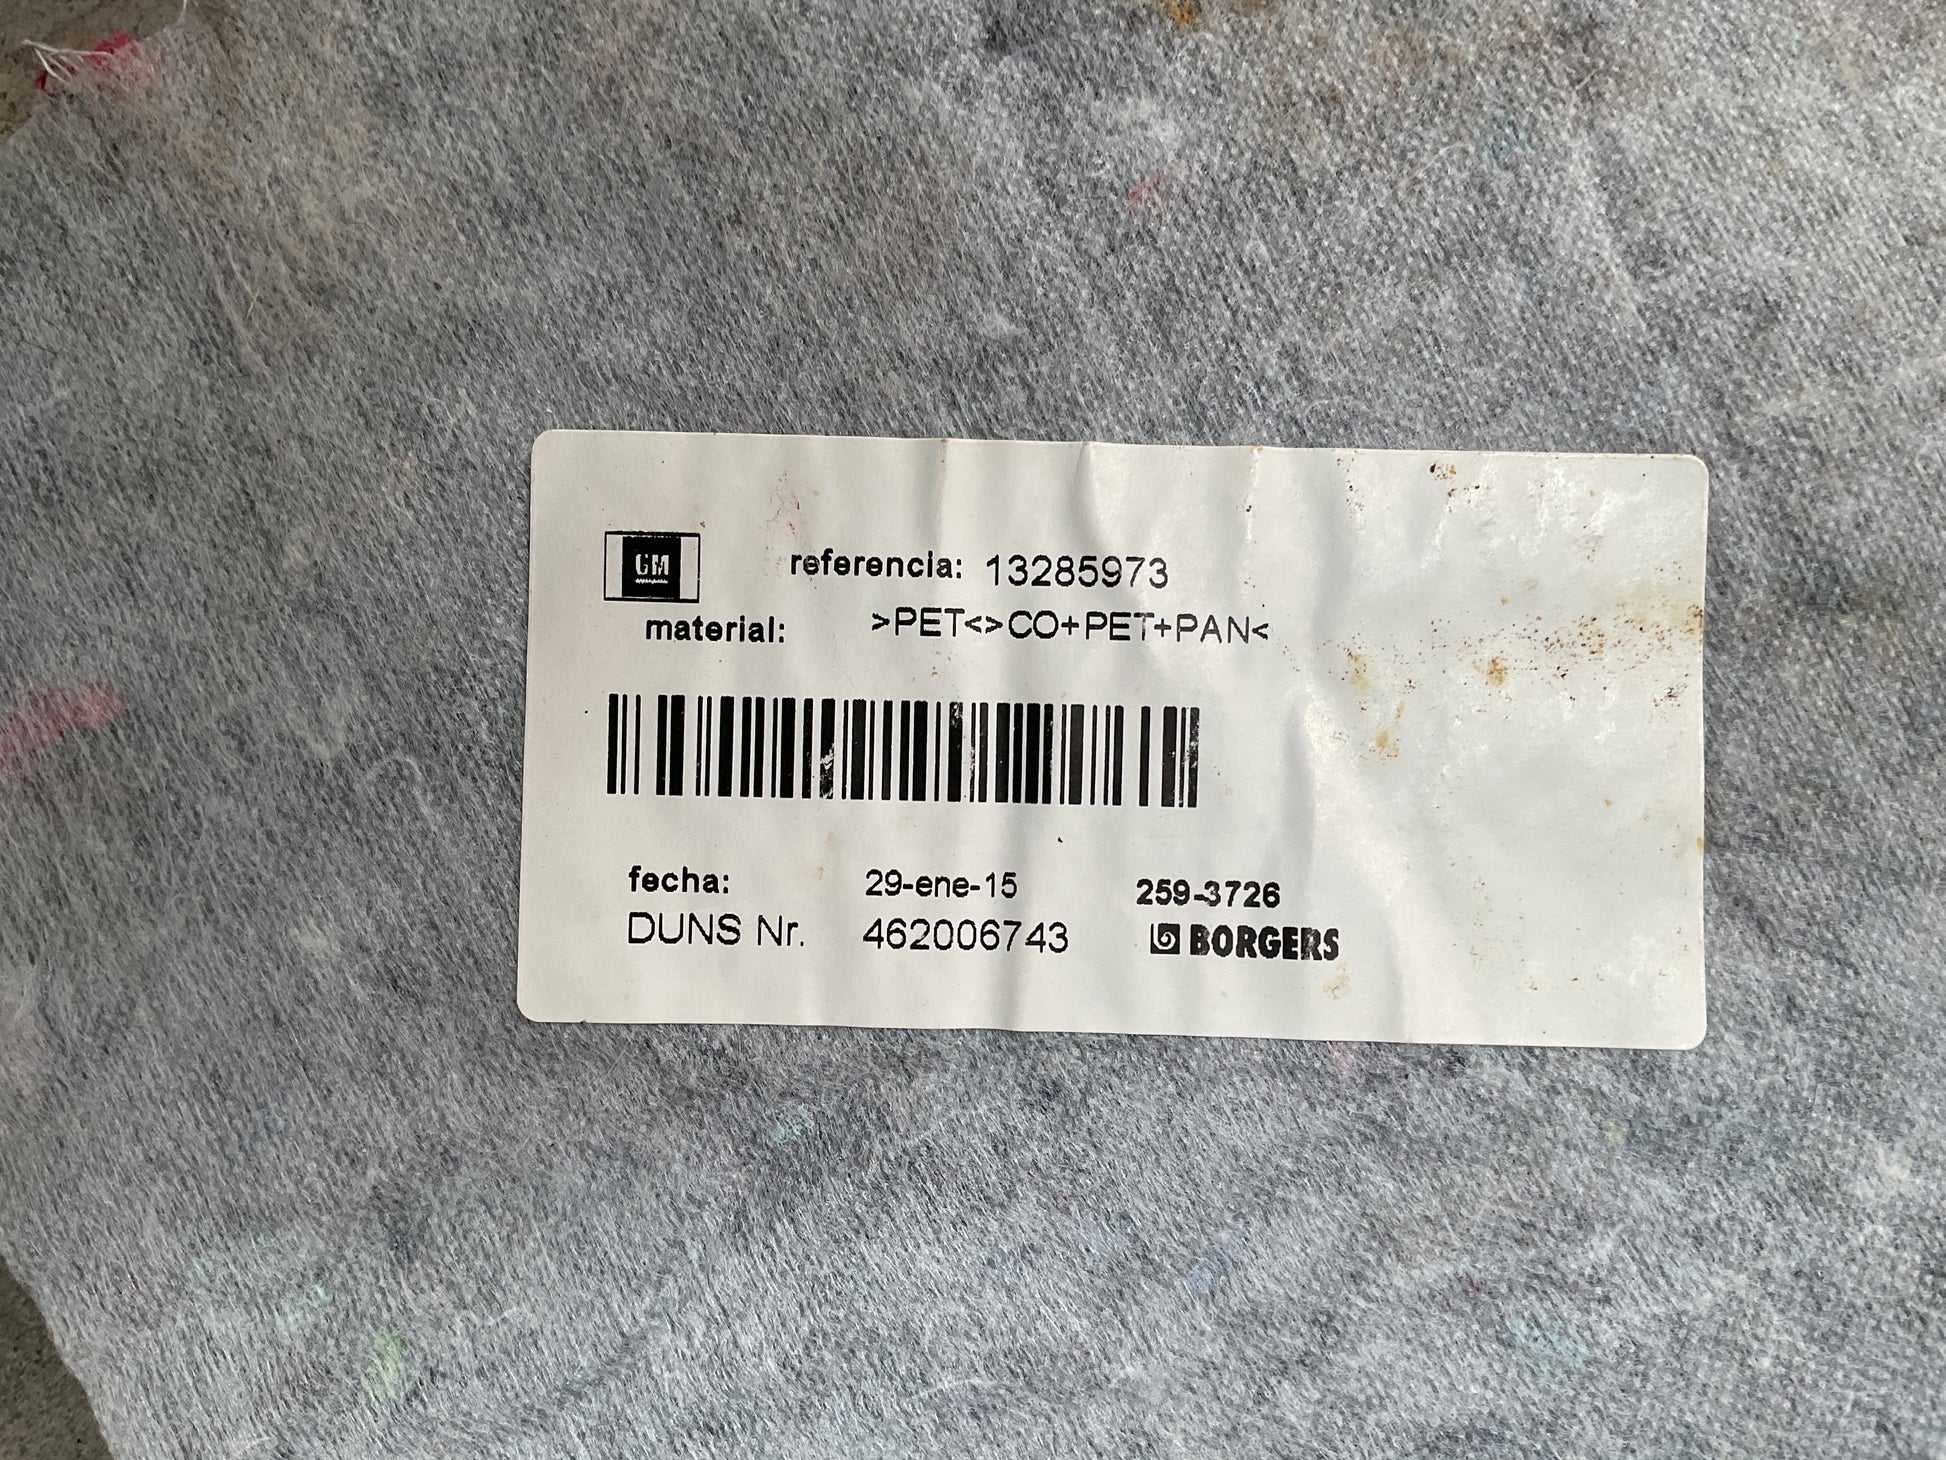 GM
referencia: 13285973
material: >PET<>CO+PET+PAN<
fecha: 29-ene-15 259-3726
DUNS Nr. 462006743 BORGERS